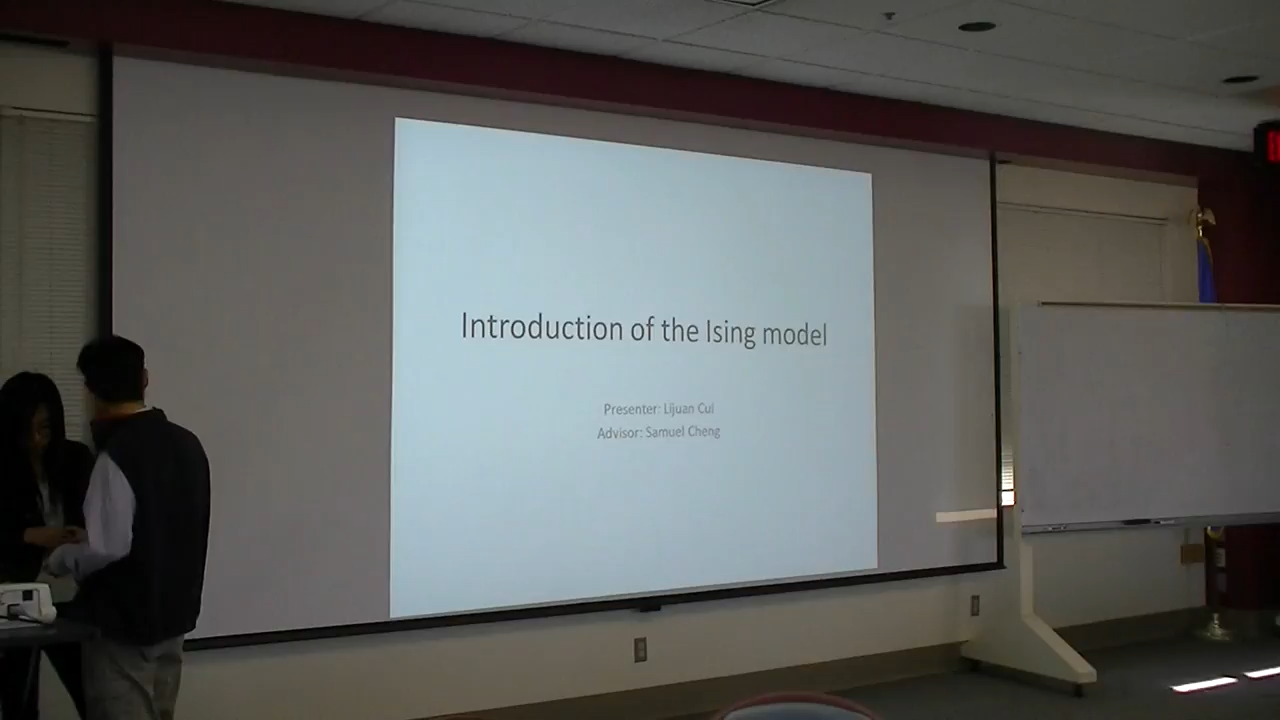 Introduction of the Ising model
Presenter: Lijuan Cui
Advisor: Samuel Cheng